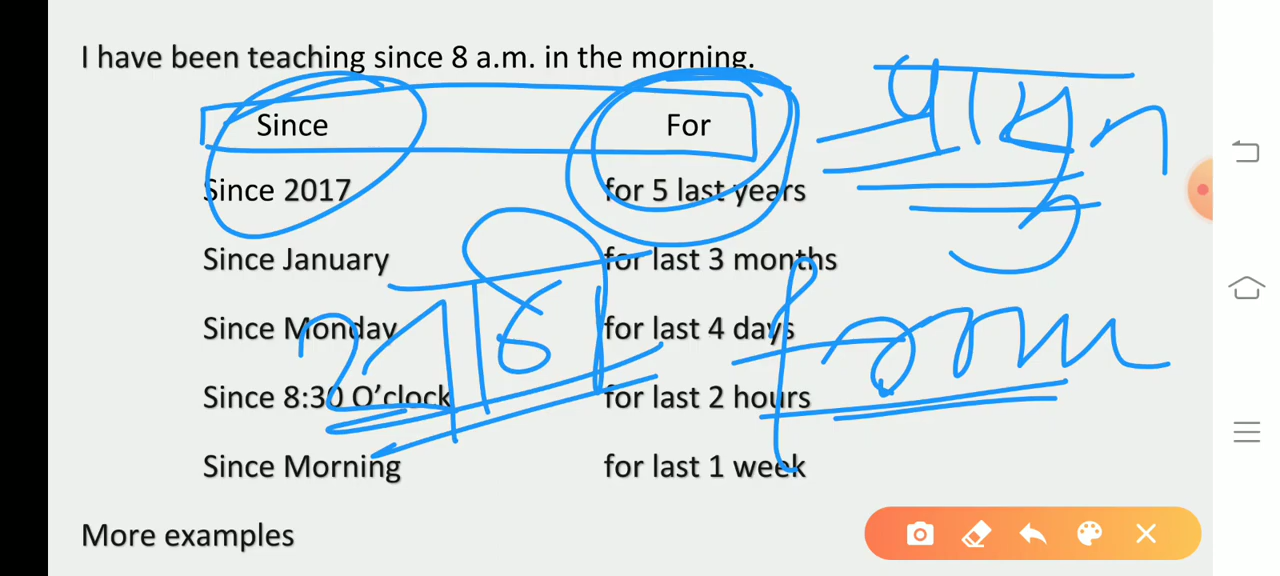 I have been teaching since 8 a.m. in the morning.
Since For
Since 2017 for 5 last years
Since January for last 3 months
Since Monday for last 4 days
Since 8:30 O’clock for last 2 hours
Since Morning for last 1 week
More examples